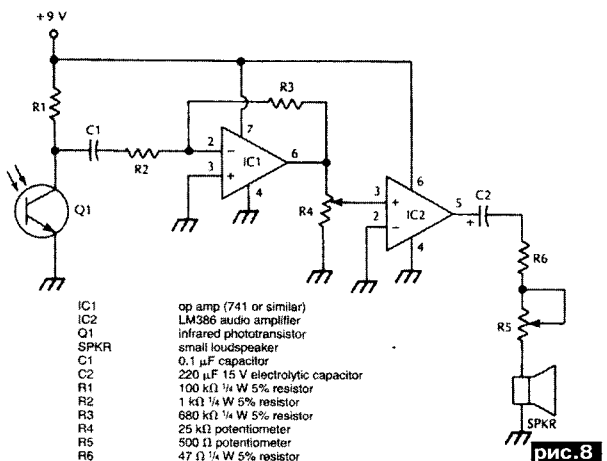 +9 V
R1
C1
R2
R3
2
3
7
6
4
IC1
Q1
R4
3
2
6
5
4
IC2
C2
+
R6
R5
SPKR
IC1 op amp (741 or similar)
IC2 LM386 audio amplifier
Q1 infrared phototransistor
SPKR small loudspeaker
C1 0.1 µF capacitor
C2 220 µF 15 V electrolytic capacitor
R1 100 kΩ 1/4 W 5% resistor
R2 1 kΩ 1/4 W 5% resistor
R3 680 kΩ 1/4 W 5% resistor
R4 25 kΩ potentiometer
R5 500 Ω potentiometer
R6 47 Ω 1/4 W 5% resistor
рис.8